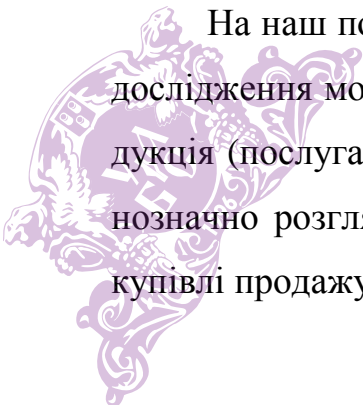 На наш по
дослідження мо
дукція (послуга
нозначно розгля
купівлі продажу